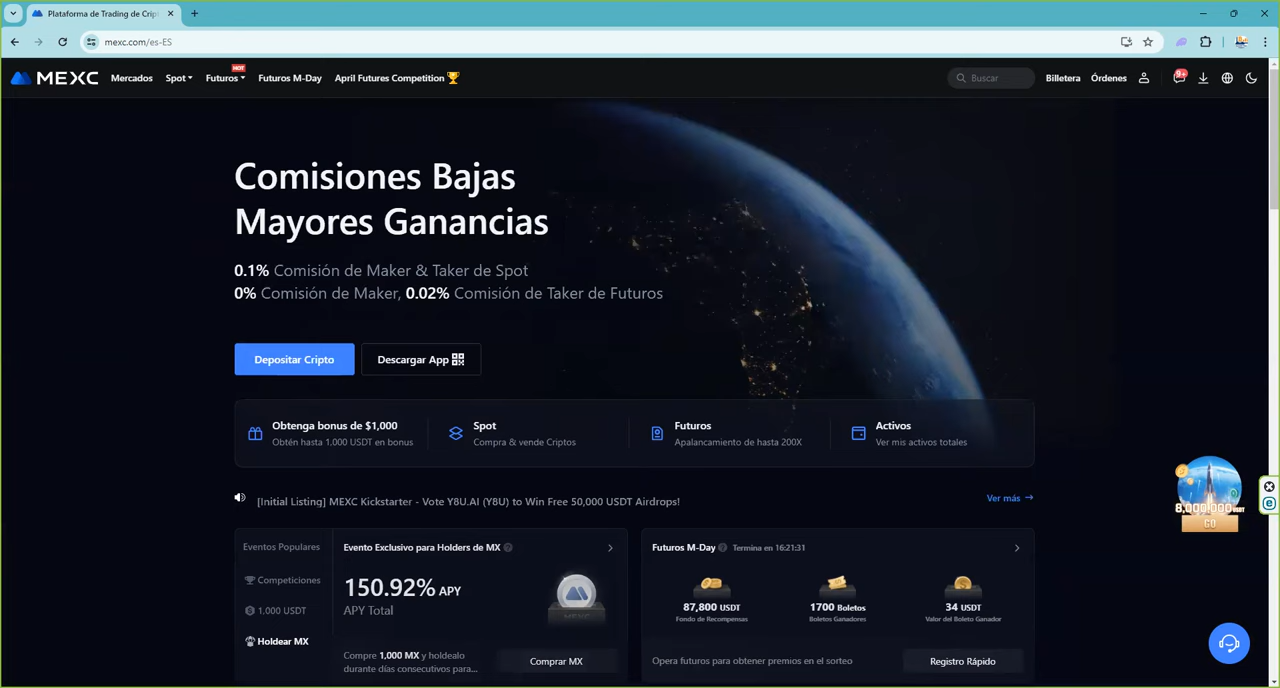 Plataforma de Trading de Crip
mexc.com/es-ES
MEXC
Mercados
Spot
HOT
Futuros
Futuros M-Day
April Futures Competition
Buscar
Billetera
Órdenes
9+
Comisiones Bajas
Mayores Ganancias
0.1% Comisión de Maker & Taker de Spot
0% Comisión de Maker, 0.02% Comisión de Taker de Futuros
Depositar Cripto
Descargar App
Obtenga bonus de $1,000
Obtén hasta 1.000 USDT en bonus
Spot
Compra & vende Criptos
Futuros
Apalancamiento de hasta 200X
Activos
Ver mis activos totales
8,000,000 USDT
GO
[Initial Listing] MEXC Kickstarter - Vote Y8U.AI (Y8U) to Win Free 50,000 USDT Airdrops!
Ver más
Eventos Populares
Competiciones
1,000 USDT
Holdear MX
Evento Exclusivo para Holders de MX
150.92% APY
APY Total
MEXC
Compre 1,000 MX y holdealo
durante días consecutivos para...
Comprar MX
Futuros M-Day
Termina en 16:21:31
87,800 USDT
Fondo de Recompensas
1700 Boletos
Boletos Ganadores
34 USDT
Valor del Boleto Ganador
Opera futuros para obtener premios en el sorteo
Registro Rápido